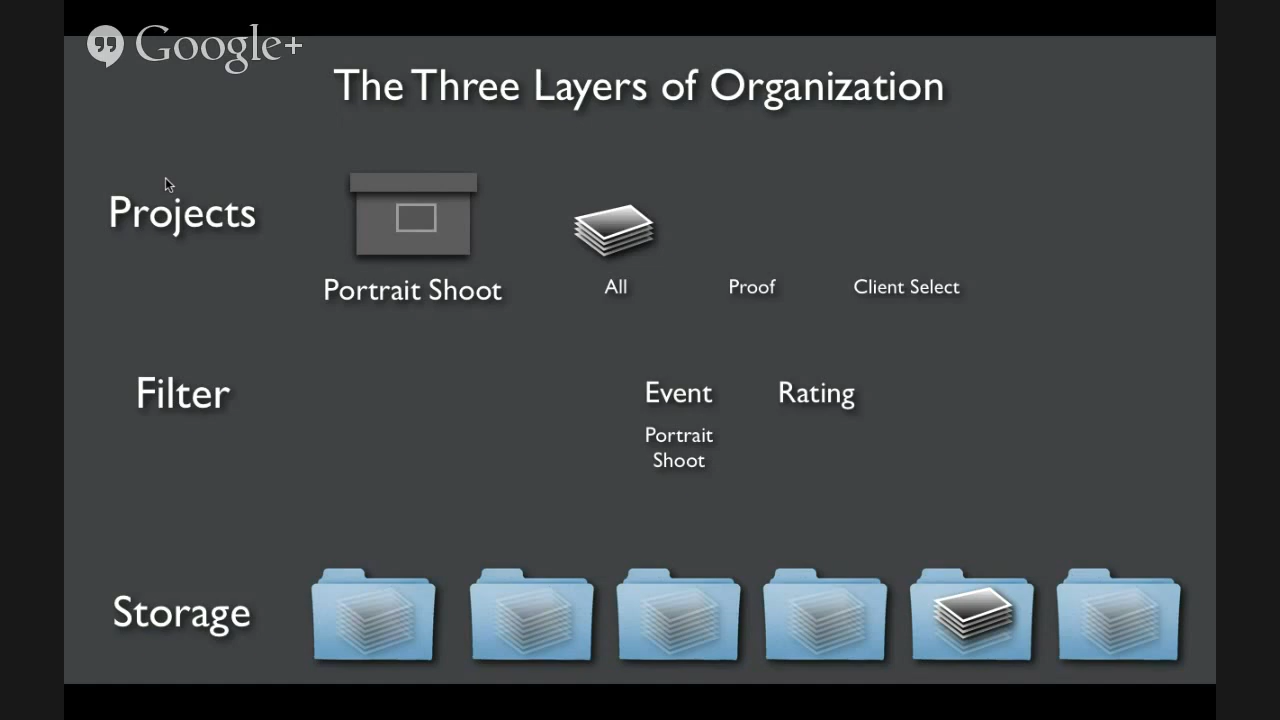 Google+
The Three Layers of Organization
Projects
Portrait Shoot
All
Proof
Client Select
Filter
Event
Rating
Portrait
Shoot
Storage